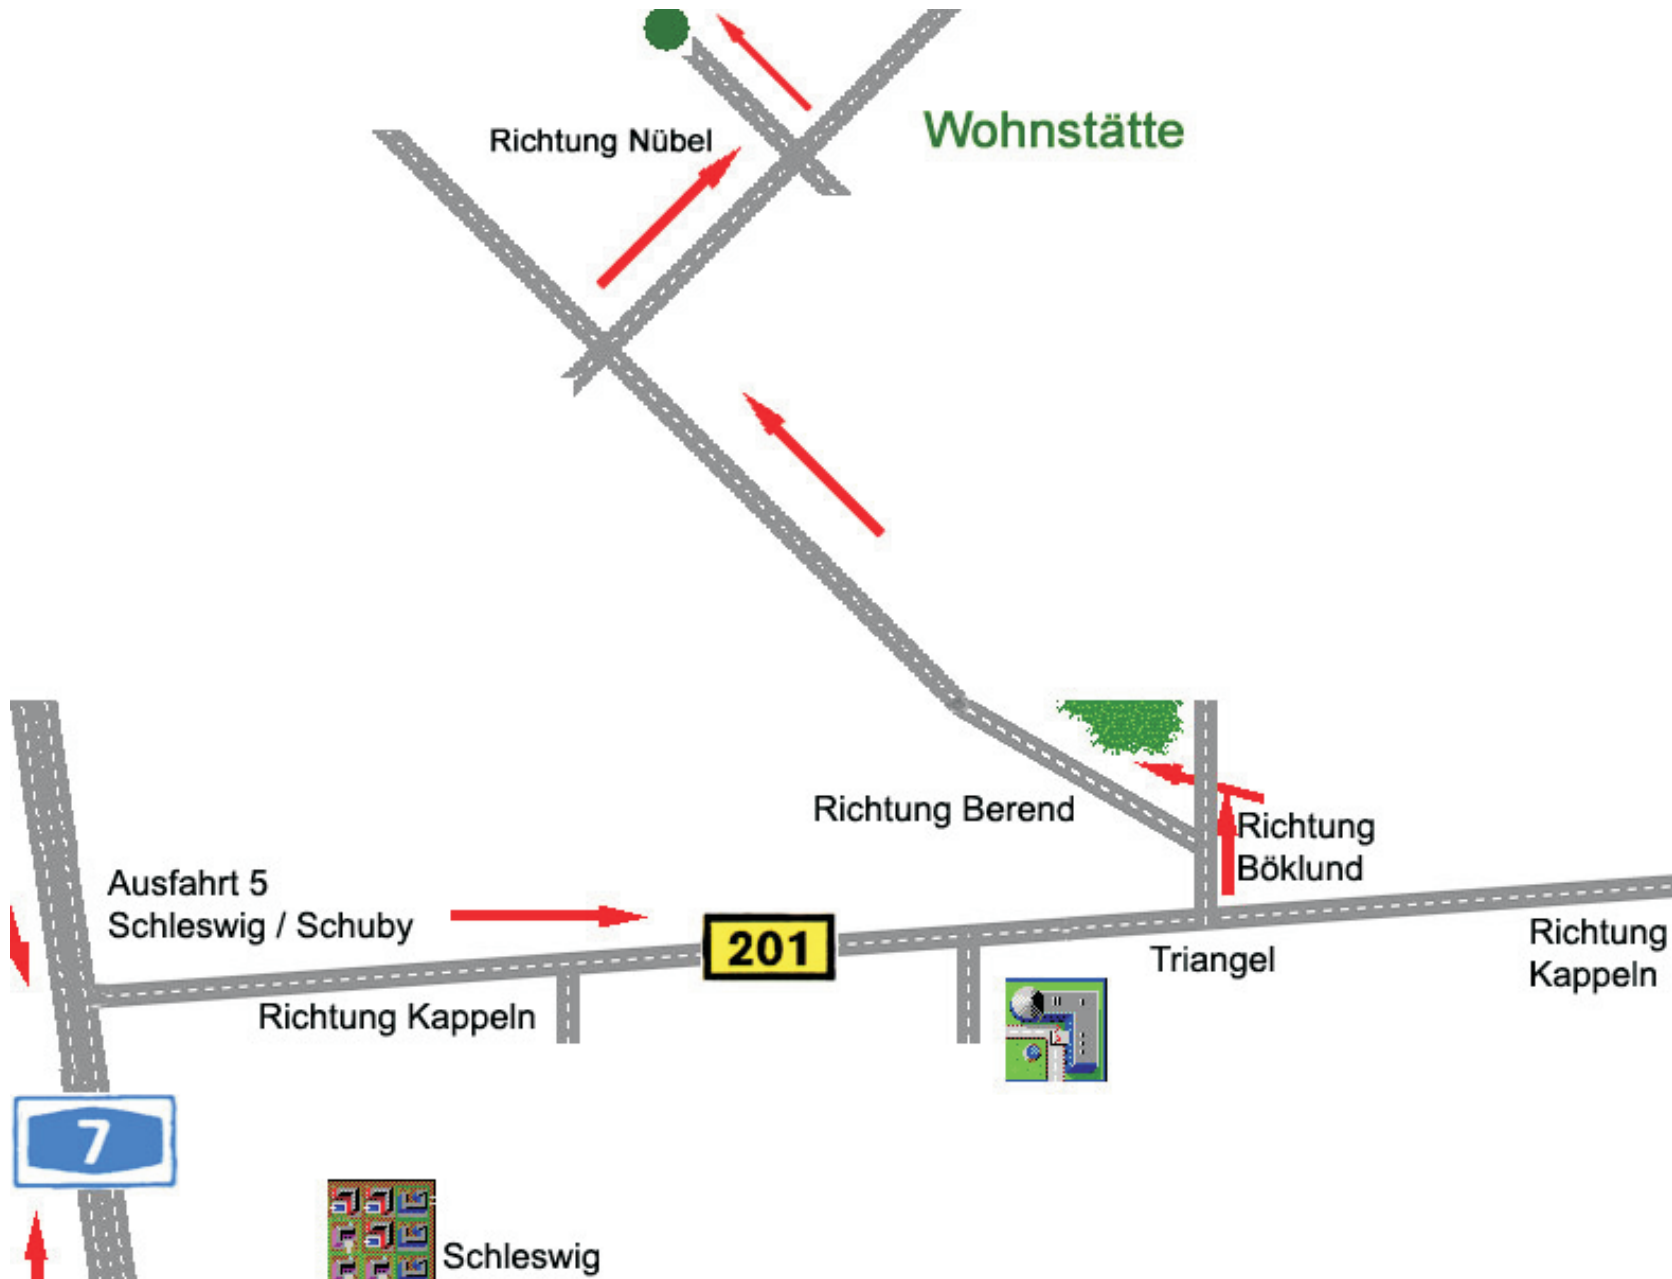 Wohnstätte
Richtung Nübel
Richtung Berend
Richtung
Böklund
Ausfahrt 5
Schleswig / Schuby
201
Richtung
Kappeln
Triangel
Richtung Kappeln
7
Schleswig